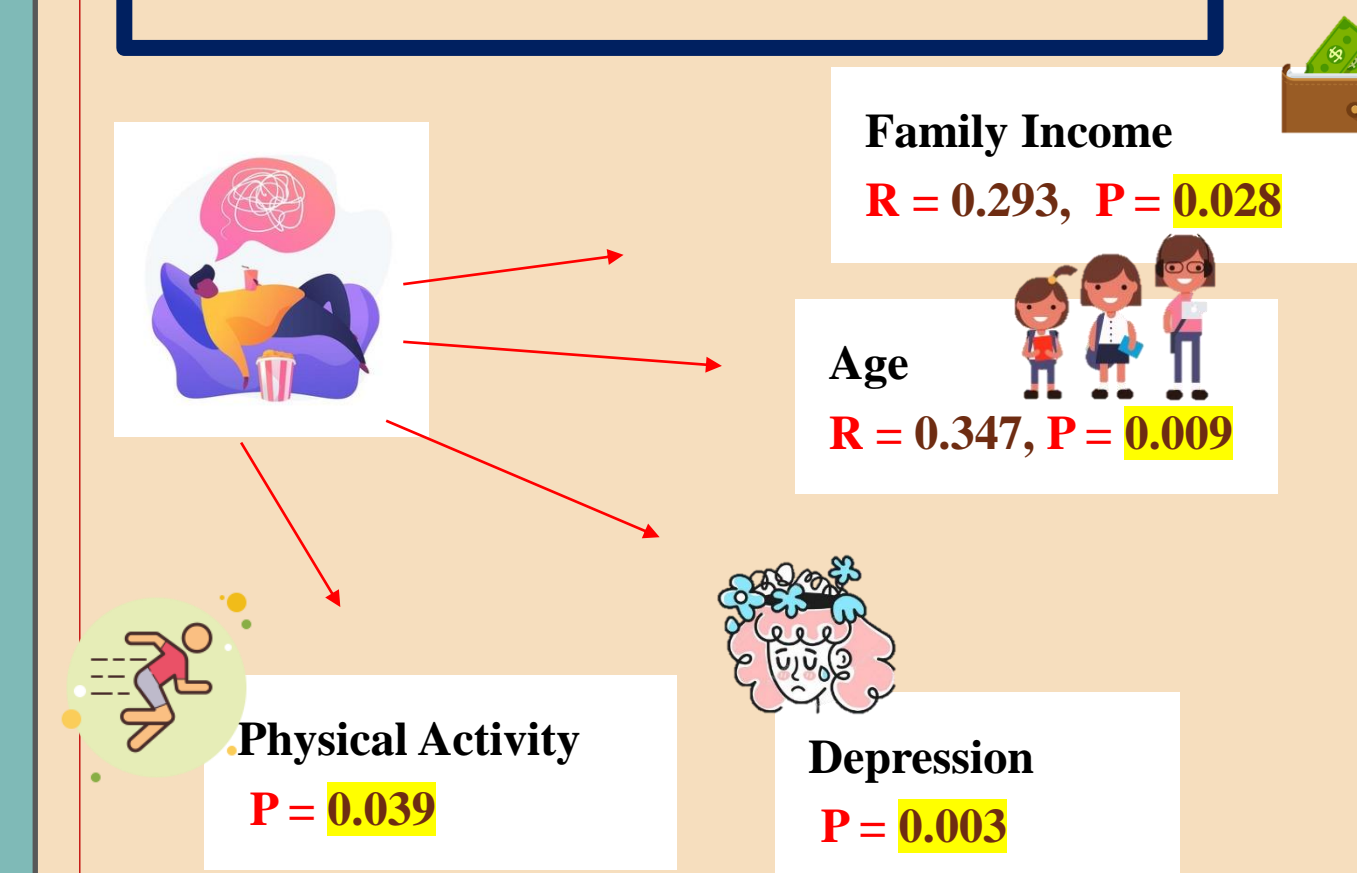 Family Income
R = 0.293, P = 0.028
Age
R = 0.347, P = 0.009
Physical Activity
P = 0.039
Depression
P = 0.003